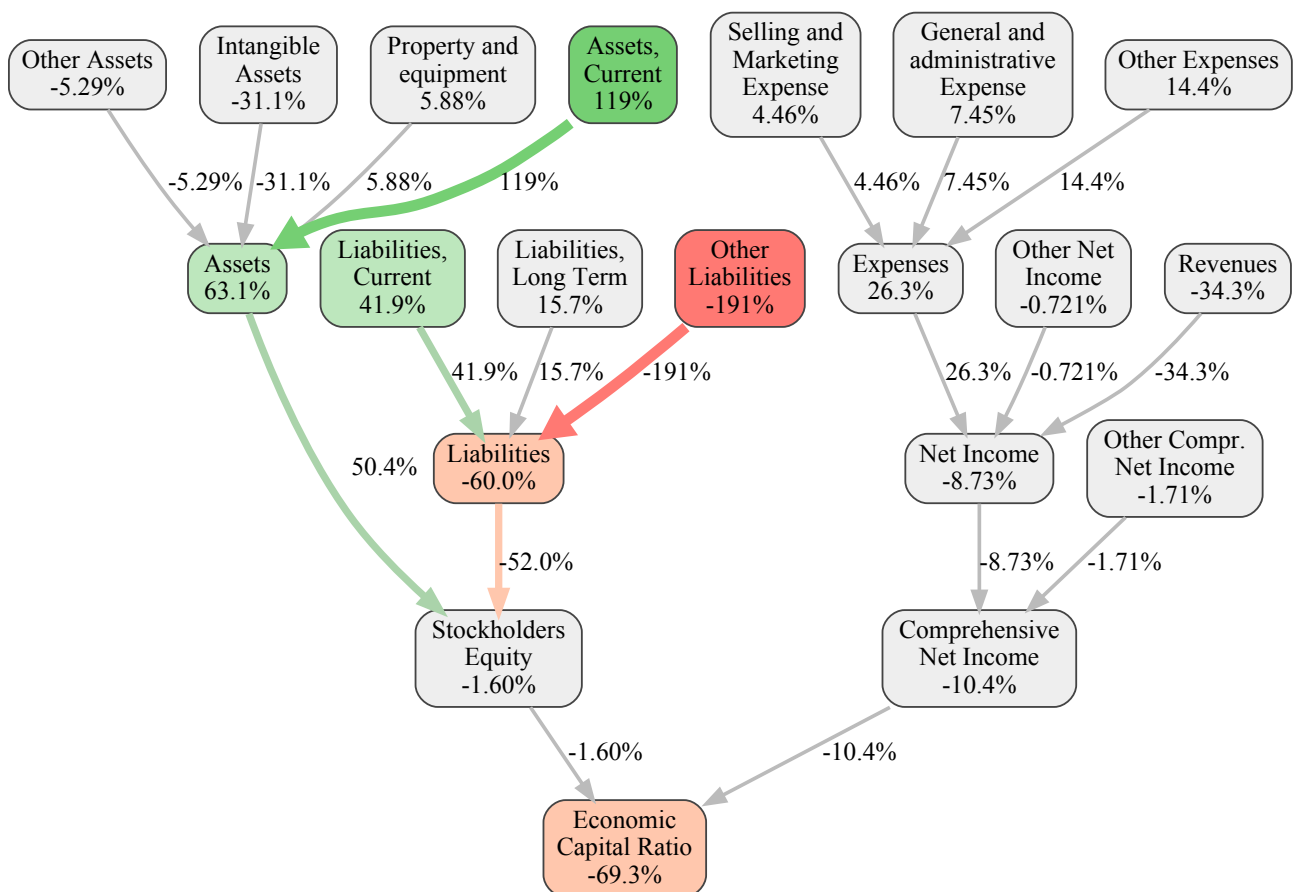 Other Assets
-5.29%
Intangible
Assets
-31.1%
Property and
equipment
5.88%
Assets,
Current
119%
Selling and
Marketing
Expense
4.46%
General and
administrative
Expense
7.45%
Other Expenses
14.4%
-5.29%
-31.1%
5.88%
119%
4.46%
7.45%
14.4%
Assets
63.1%
Liabilities,
Current
41.9%
Liabilities,
Long Term
15.7%
Other
Liabilities
-191%
Expenses
26.3%
Other Net
Income
-0.721%
Revenues
-34.3%
41.9%
15.7%
-191%
26.3%
-0.721%
-34.3%
50.4%
Liabilities
-60.0%
Net Income
-8.73%
Other Compr.
Net Income
-1.71%
-52.0%
-8.73%
-1.71%
Stockholders
Equity
-1.60%
Comprehensive
Net Income
-10.4%
-1.60%
-10.4%
Economic
Capital Ratio
-69.3%